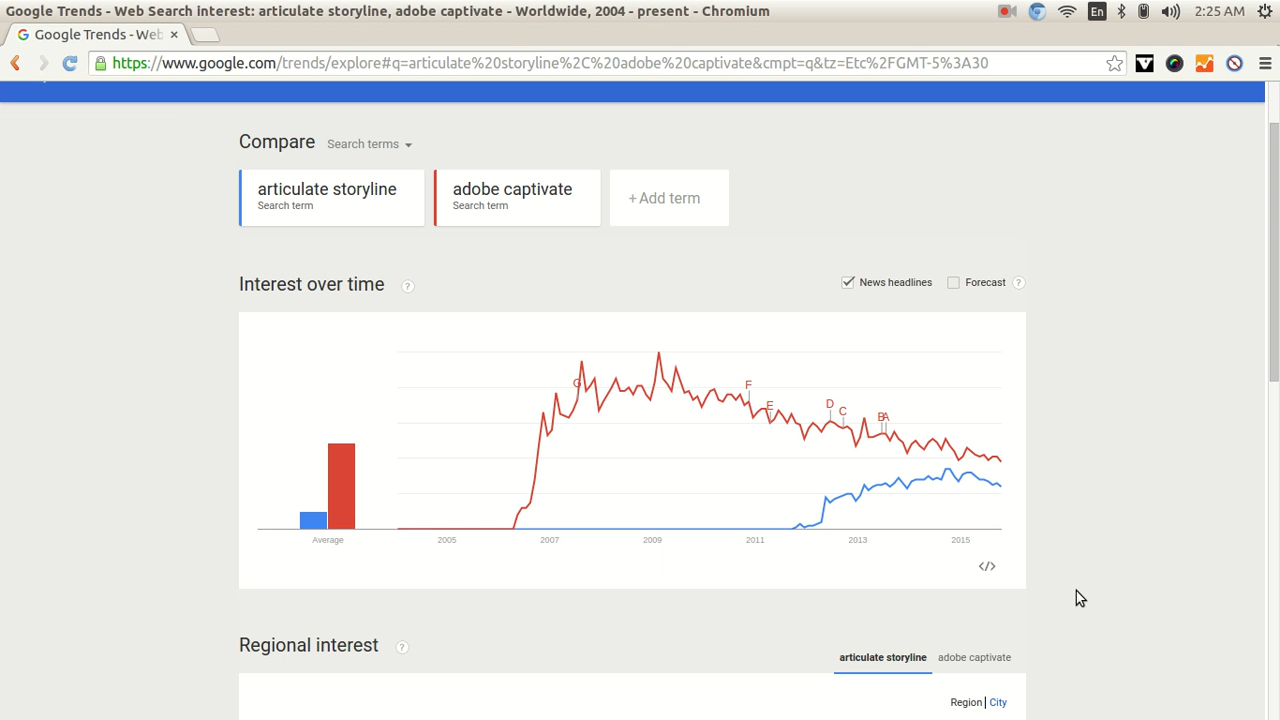 Google Trends - Web Search interest: articulate storyline, adobe captivate - Worldwide, 2004 - present - Chromium
En
2:25 AM
Google Trends - Web
https://www.google.com/trends/explore#q=articulate%20storyline%2C%20adobe%20captivate&cmpt=q&tz=Etc%2FGMT-5%3A30
Compare Search terms
articulate storyline
Search term
adobe captivate
Search term
+Add term
Interest over time ?
News headlines Forecast ?
G
F
E
D
C
B
A
Average 2005 2007 2009 2011 2013 2015
</>
Regional interest ?
articulate storyline adobe captivate
Region | City